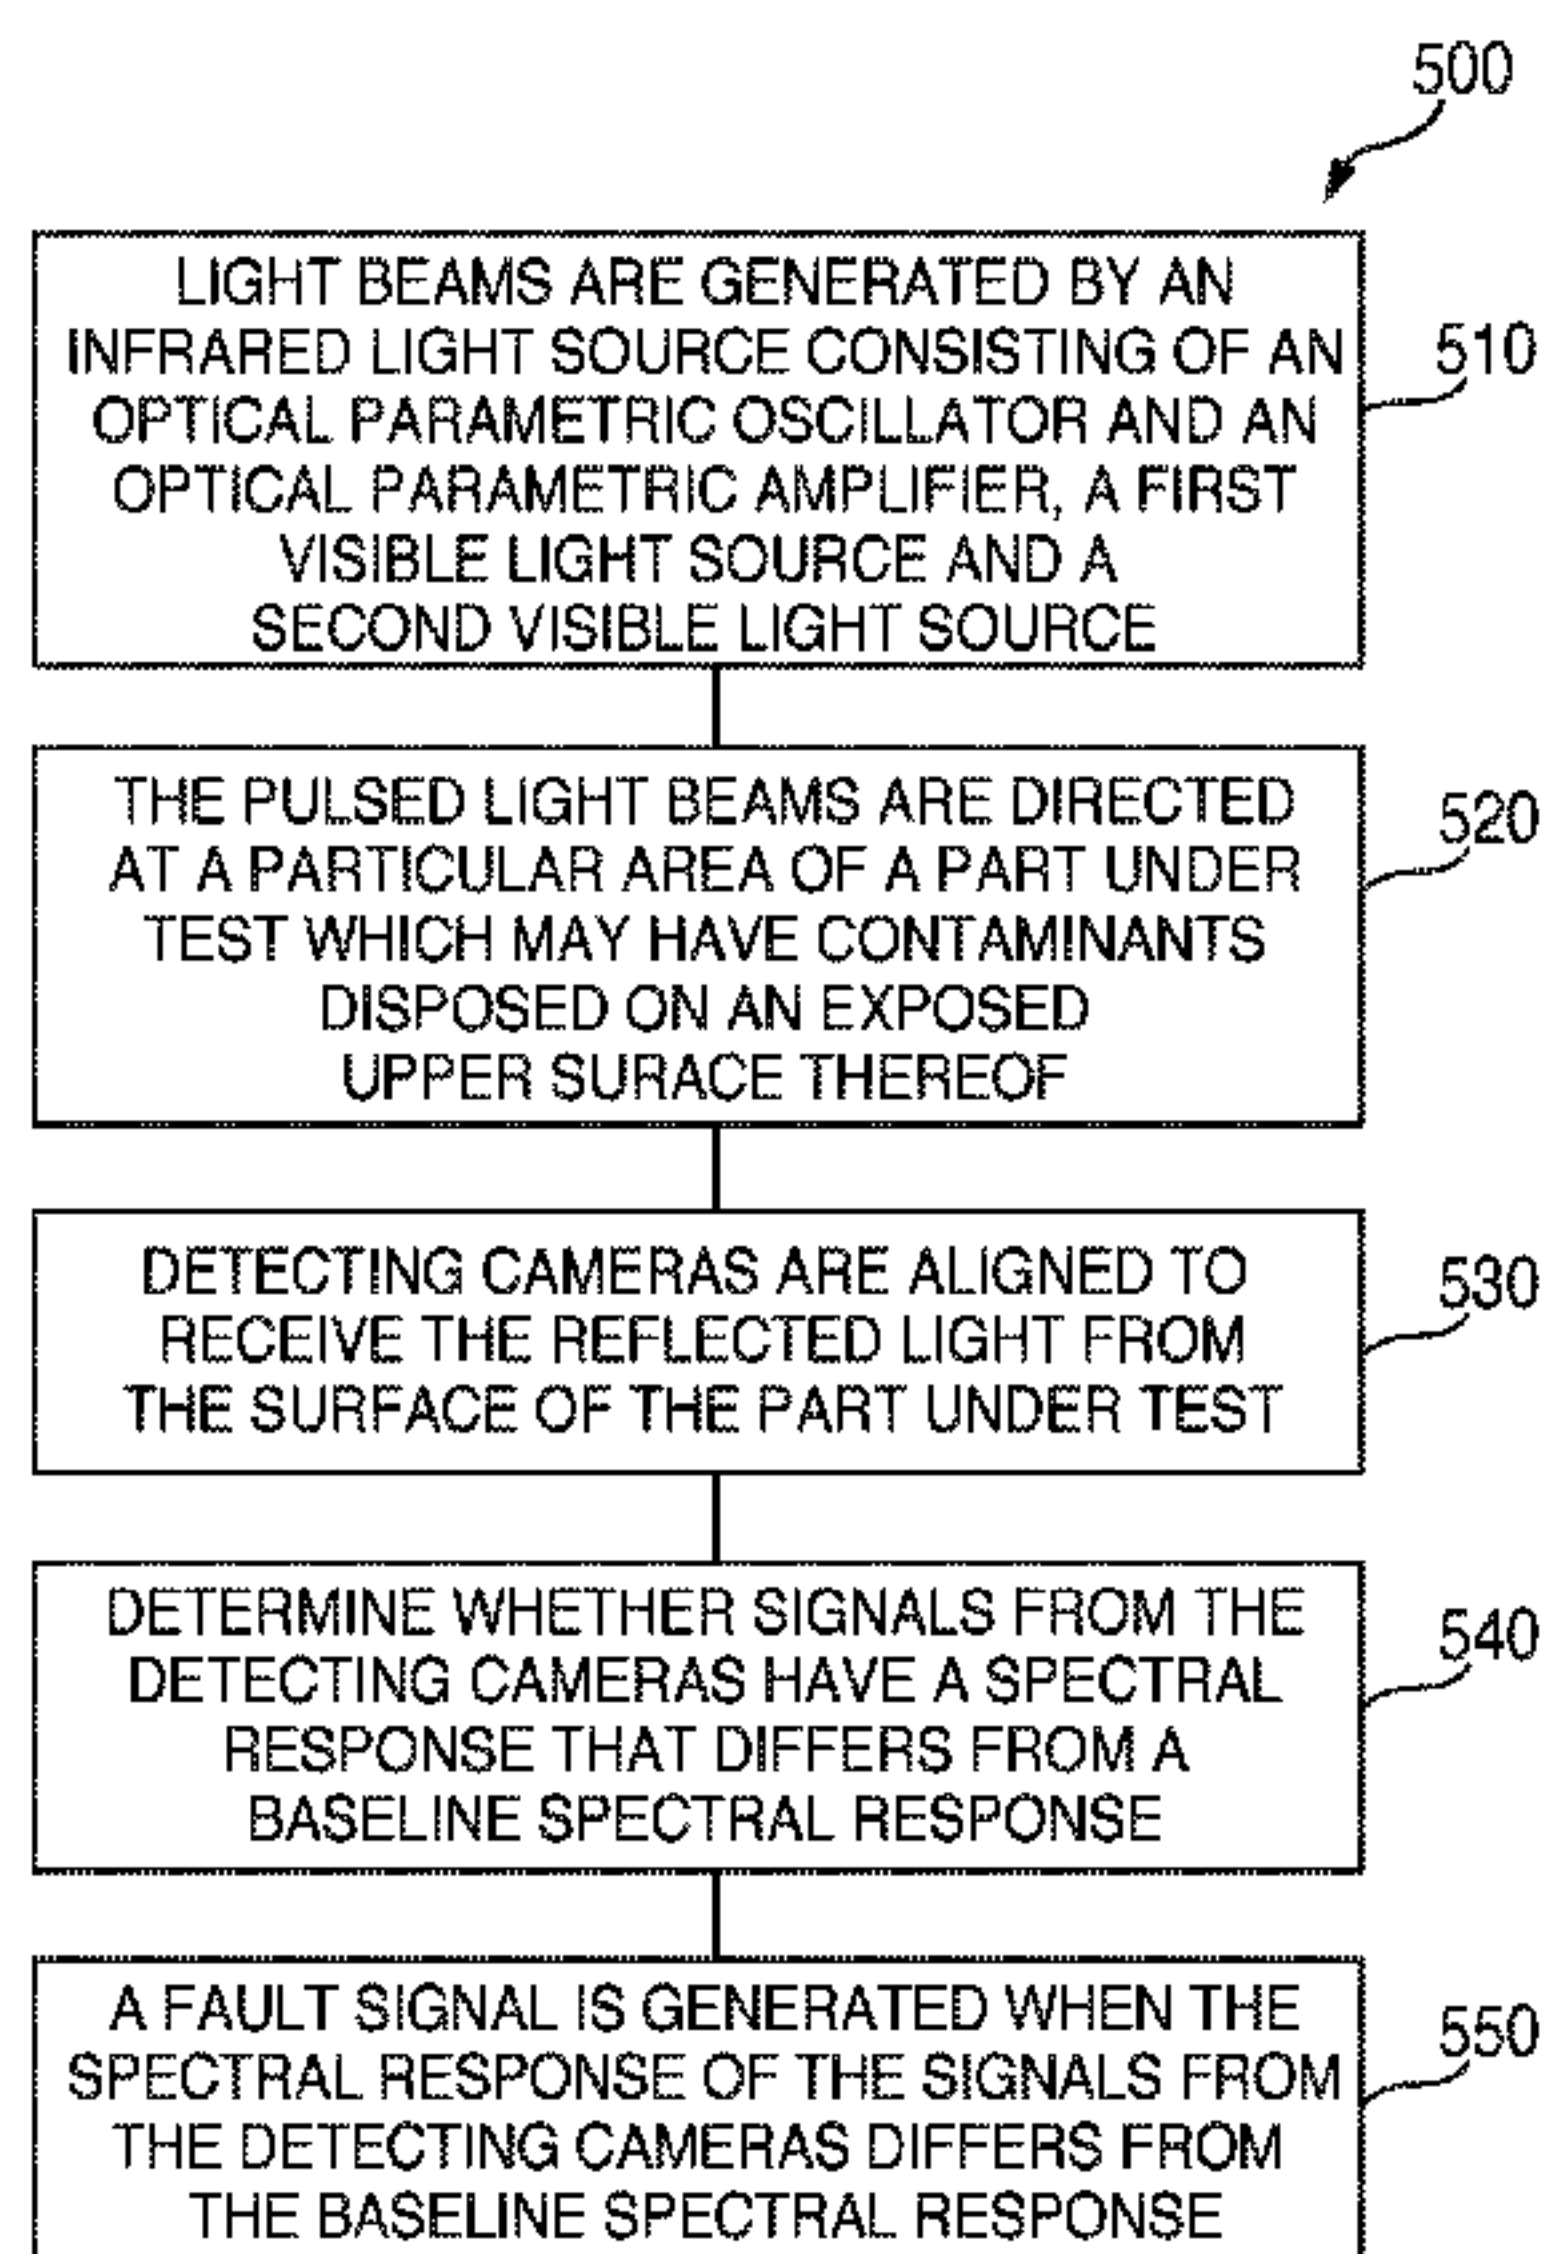 500
LIGHT BEAMS ARE GENERATED BY AN
INFRARED LIGHT SOURCE CONSISTING OF AN
OPTICAL PARAMETRIC OSCILLATOR AND AN
OPTICAL PARAMETRIC AMPLIFIER, A FIRST
VISIBLE LIGHT SOURCE AND A
SECOND VISIBLE LIGHT SOURCE
510
THE PULSED LIGHT BEAMS ARE DIRECTED
AT A PARTICULAR AREA OF A PART UNDER
TEST WHICH MAY HAVE CONTAMINANTS
DISPOSED ON AN EXPOSED
UPPER SURACE THEREOF
520
DETECTING CAMERAS ARE ALIGNED TO
RECEIVE THE REFLECTED LIGHT FROM
THE SURFACE OF THE PART UNDER TEST
530
DETERMINE WHETHER SIGNALS FROM THE
DETECTING CAMERAS HAVE A SPECTRAL
RESPONSE THAT DIFFERS FROM A
BASELINE SPECTRAL RESPONSE
540
A FAULT SIGNAL IS GENERATED WHEN THE
SPECTRAL RESPONSE OF THE SIGNALS FROM
THE DETECTING CAMERAS DIFFERS FROM
THE BASELINE SPECTRAL RESPONSE
550